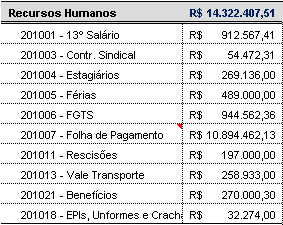 Recursos Humanos R$ 14.322.407,51
201001 - 13º Salário R$ 912.567,41
201003 - Contr. Sindical R$ 54.472,31
201004 - Estagiários R$ 269.136,00
201005 - Férias R$ 489.000,00
201006 - FGTS R$ 944.562,36
201007 - Folha de Pagamento R$ 10.894.462,13
201011 - Rescisões R$ 197.000,00
201013 - Vale Transporte R$ 258.933,00
201021 - Benefícios R$ 270.000,30
201018 - EPIs, Unformes e Crachá R$ 32.274,00